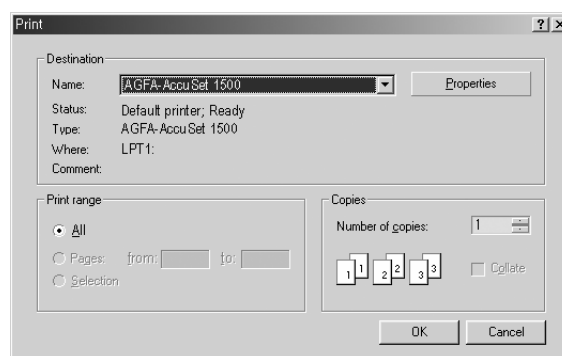 Print ? ×
Destination
Name: AGFA-AccuSet 1500 Properties
Status: Default printer; Ready
Type: AGFA-AccuSet 1500
Where: LPT1:
Comment:
Print range
All
Pages: from: to:
Selection
Copies
Number of copies: 1
1 1 2 2 3 3
Collate
OK Cancel